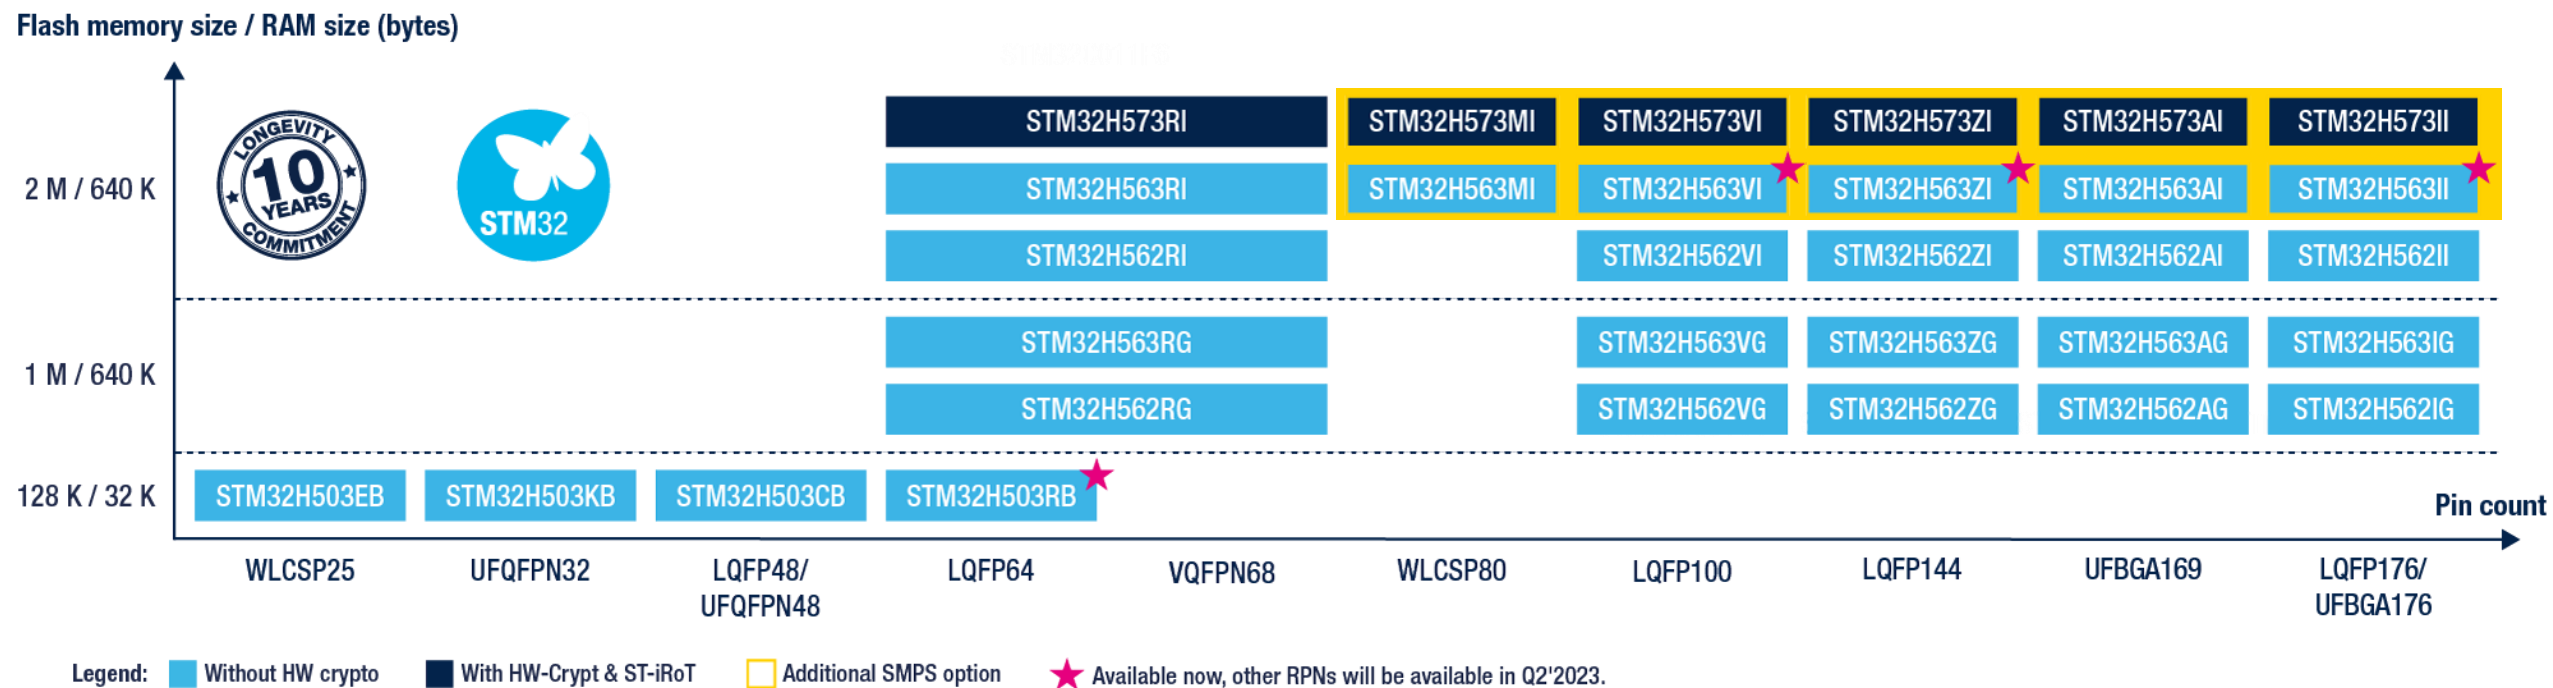 Flash memory size / RAM size (bytes)
LONGEVITY
10
YEARS
COMMITMENT
STM32
STM32H573RI STM32H573MI STM32H573VI STM32H573ZI STM32H573AI STM32H573II
2 M / 640 K STM32H563RI STM32H563MI STM32H563VI STM32H563ZI STM32H563AI STM32H563II
STM32H562RI STM32H562VI STM32H562ZI STM32H562AI STM32H562II
STM32H563RG STM32H563VG STM32H563ZG STM32H563AG STM32H563IG
1 M / 640 K
STM32H562RG STM32H562VG STM32H562ZG STM32H562AG STM32H562IG
128 K / 32 K STM32H503EB STM32H503KB STM32H503CB STM32H503RB
Pin count
WLCSP25 UFQFPN32 LQFP48/ LQFP64 VQFPN68 WLCSP80 LQFP100 LQFP144 UFBGA169 LQFP176/
UFQFPN48 UFBGA176
Legend: Without HW crypto With HW-Crypt & ST-iRoT Additional SMPS option Available now, other RPNs will be available in Q2'2023.